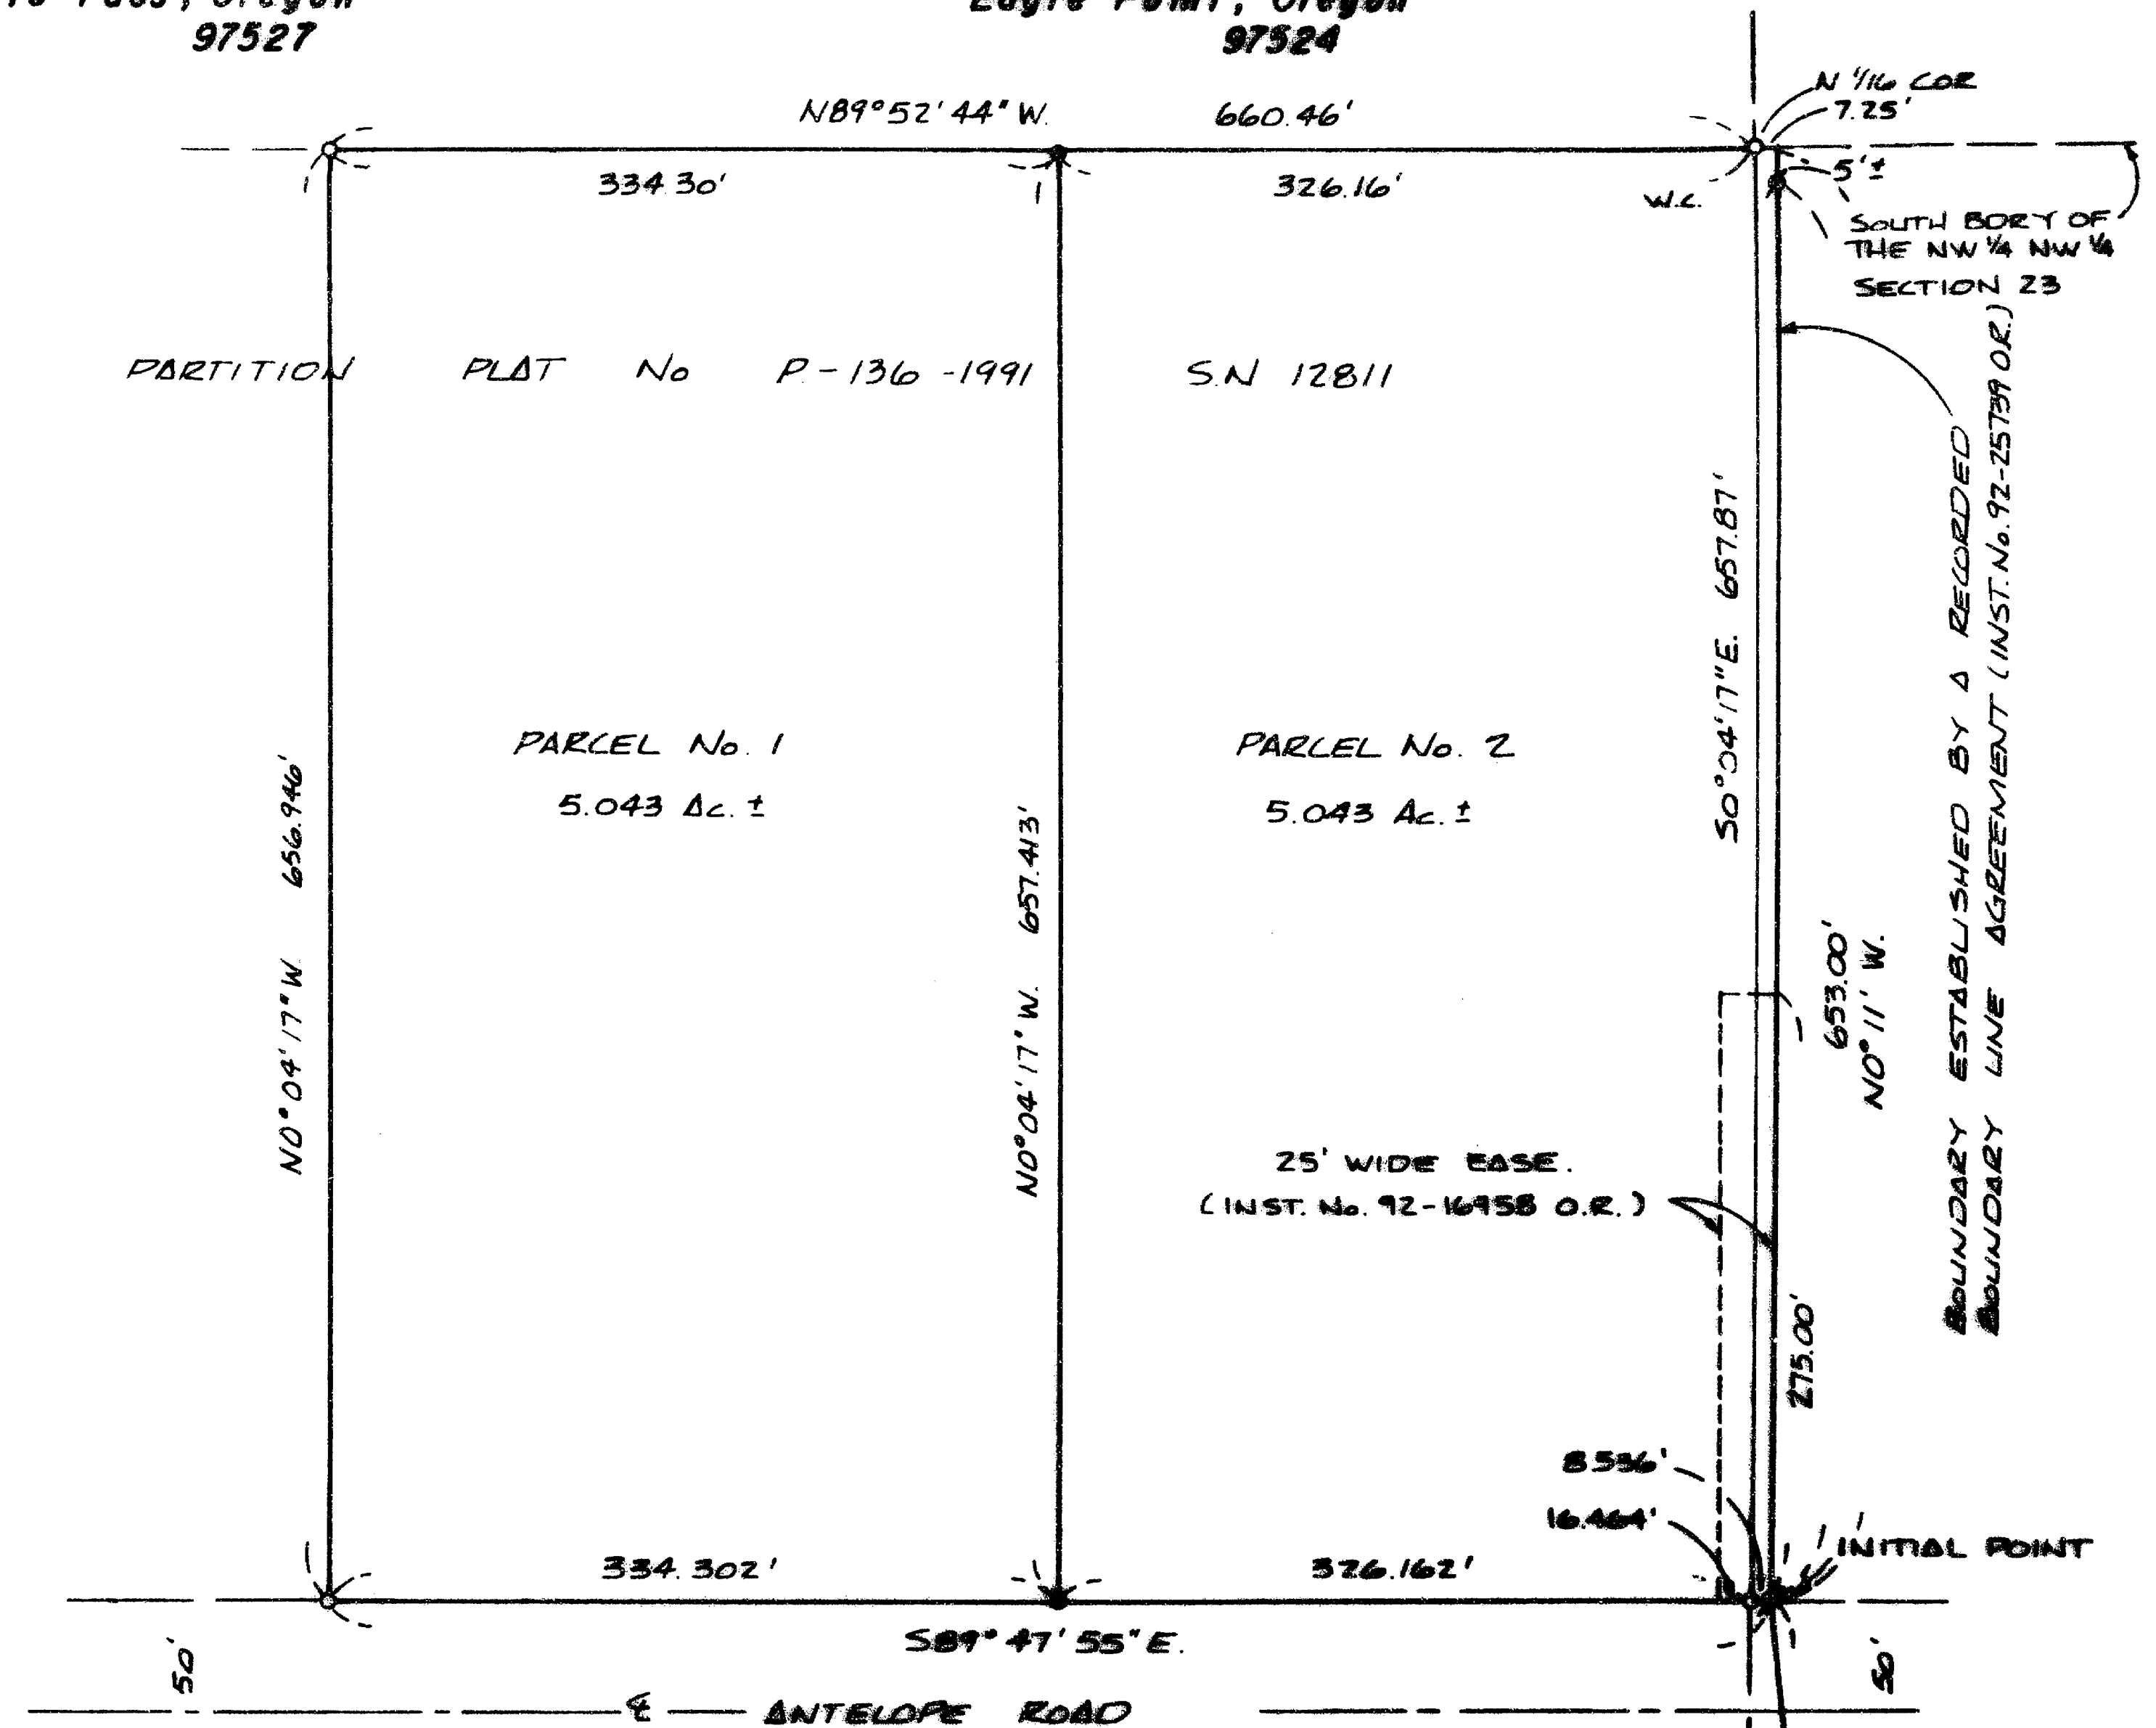 Pass, Oregon
97527
Eagle Point, Oregon
97524
N 1/16 COR
7.25'
N89°52'44"W. 660.46'
334.30'
326.16'
5'±
W.C.
SOUTH BDRY OF
THE NW 1/4 NW 1/4
SECTION 23
PARTITION PLAT No P-136-1991 S.N 12811
BOUNDARY ESTABLISHED BY A RECORDED
BOUNDARY LINE AGREEMENT (INST. No. 92-25739 O.R.)
S0°04'17"E. 657.87'
PARCEL No. 1
5.043 Ac. ±
PARCEL No. 2
5.043 Ac. ±
N0°04'17"W 656.946'
N0°04'17"W. 657.413'
653.00'
N0°11'W.
25' WIDE EASE.
(INST. No. 92-16958 O.R.)
275.00'
8.536'
16.464'
INITIAL POINT
334.302'
326.162'
S89°47'55"E.
50'
50'
℄ ANTELOPE ROAD